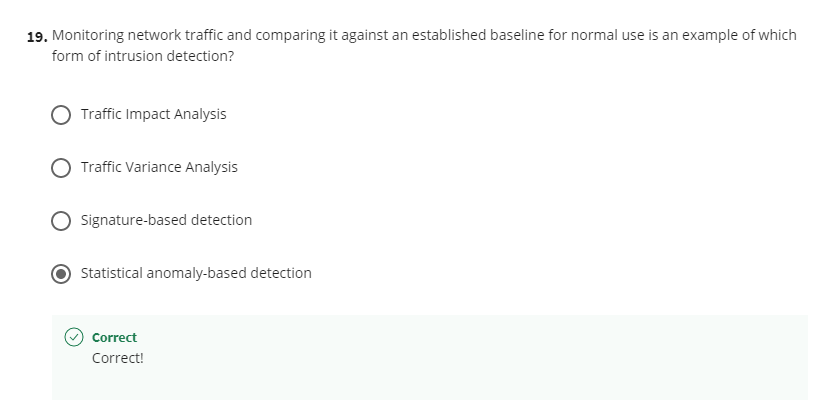 19. Monitoring network traffic and comparing it against an established baseline for normal use is an example of which
form of intrusion detection?
Traffic Impact Analysis
Traffic Variance Analysis
Signature-based detection
Statistical anomaly-based detection
Correct
Correct!